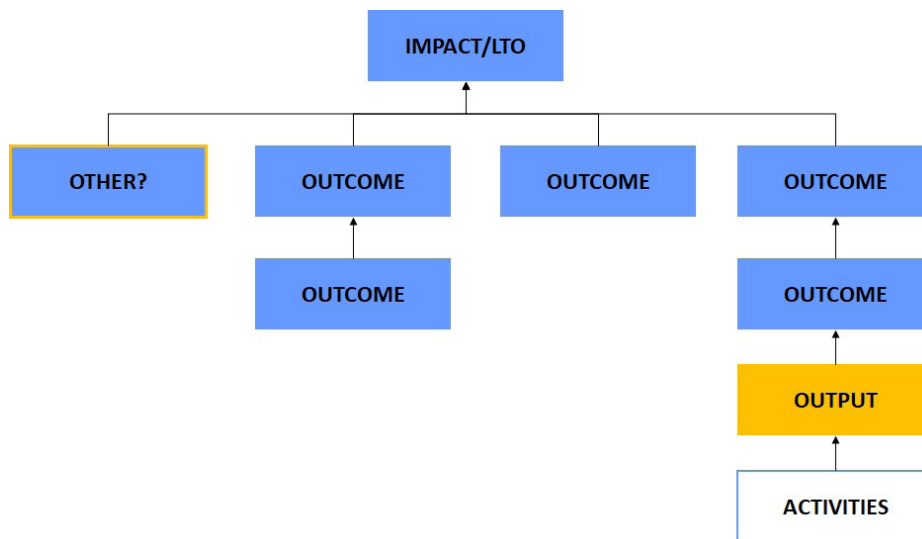 IMPACT/LTO
OTHER?
OUTCOME
OUTCOME
OUTCOME
OUTCOME
OUTCOME
OUTPUT
ACTIVITIES